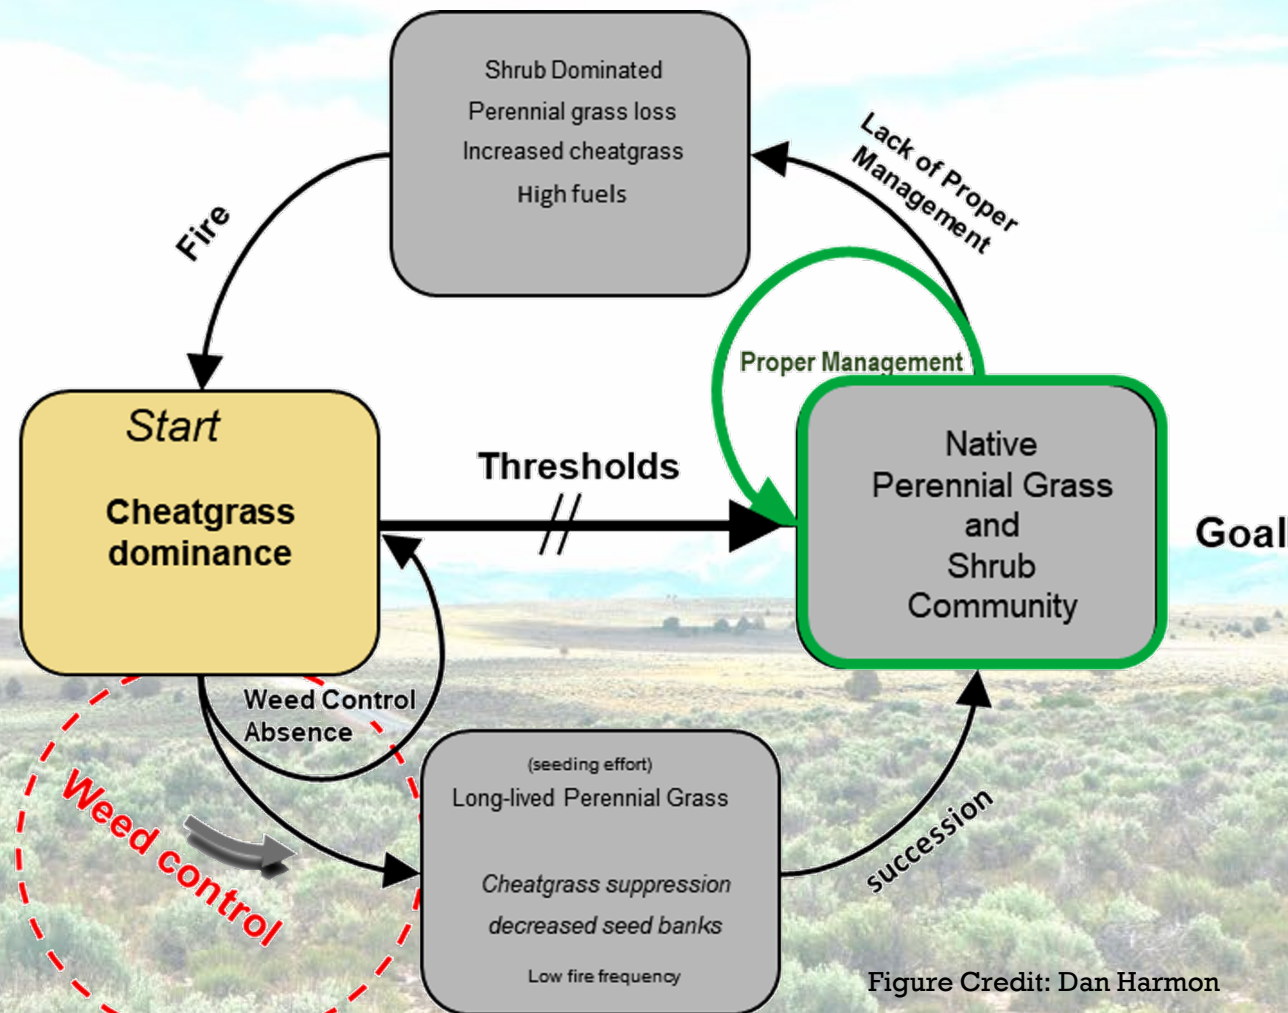 Shrub Dominated
Perennial grass loss
Increased cheatgrass
High fuels
Lack of Proper
Management
Fire
Proper Management
Start
Cheatgrass
dominance
Thresholds
Native
Perennial Grass
and
Shrub
Community
Goal
Weed Control
Absence
Weed control
(seeding effort)
Long-lived Perennial Grass
Cheatgrass suppression
decreased seed banks
Low fire frequency
succession
Figure Credit: Dan Harmon